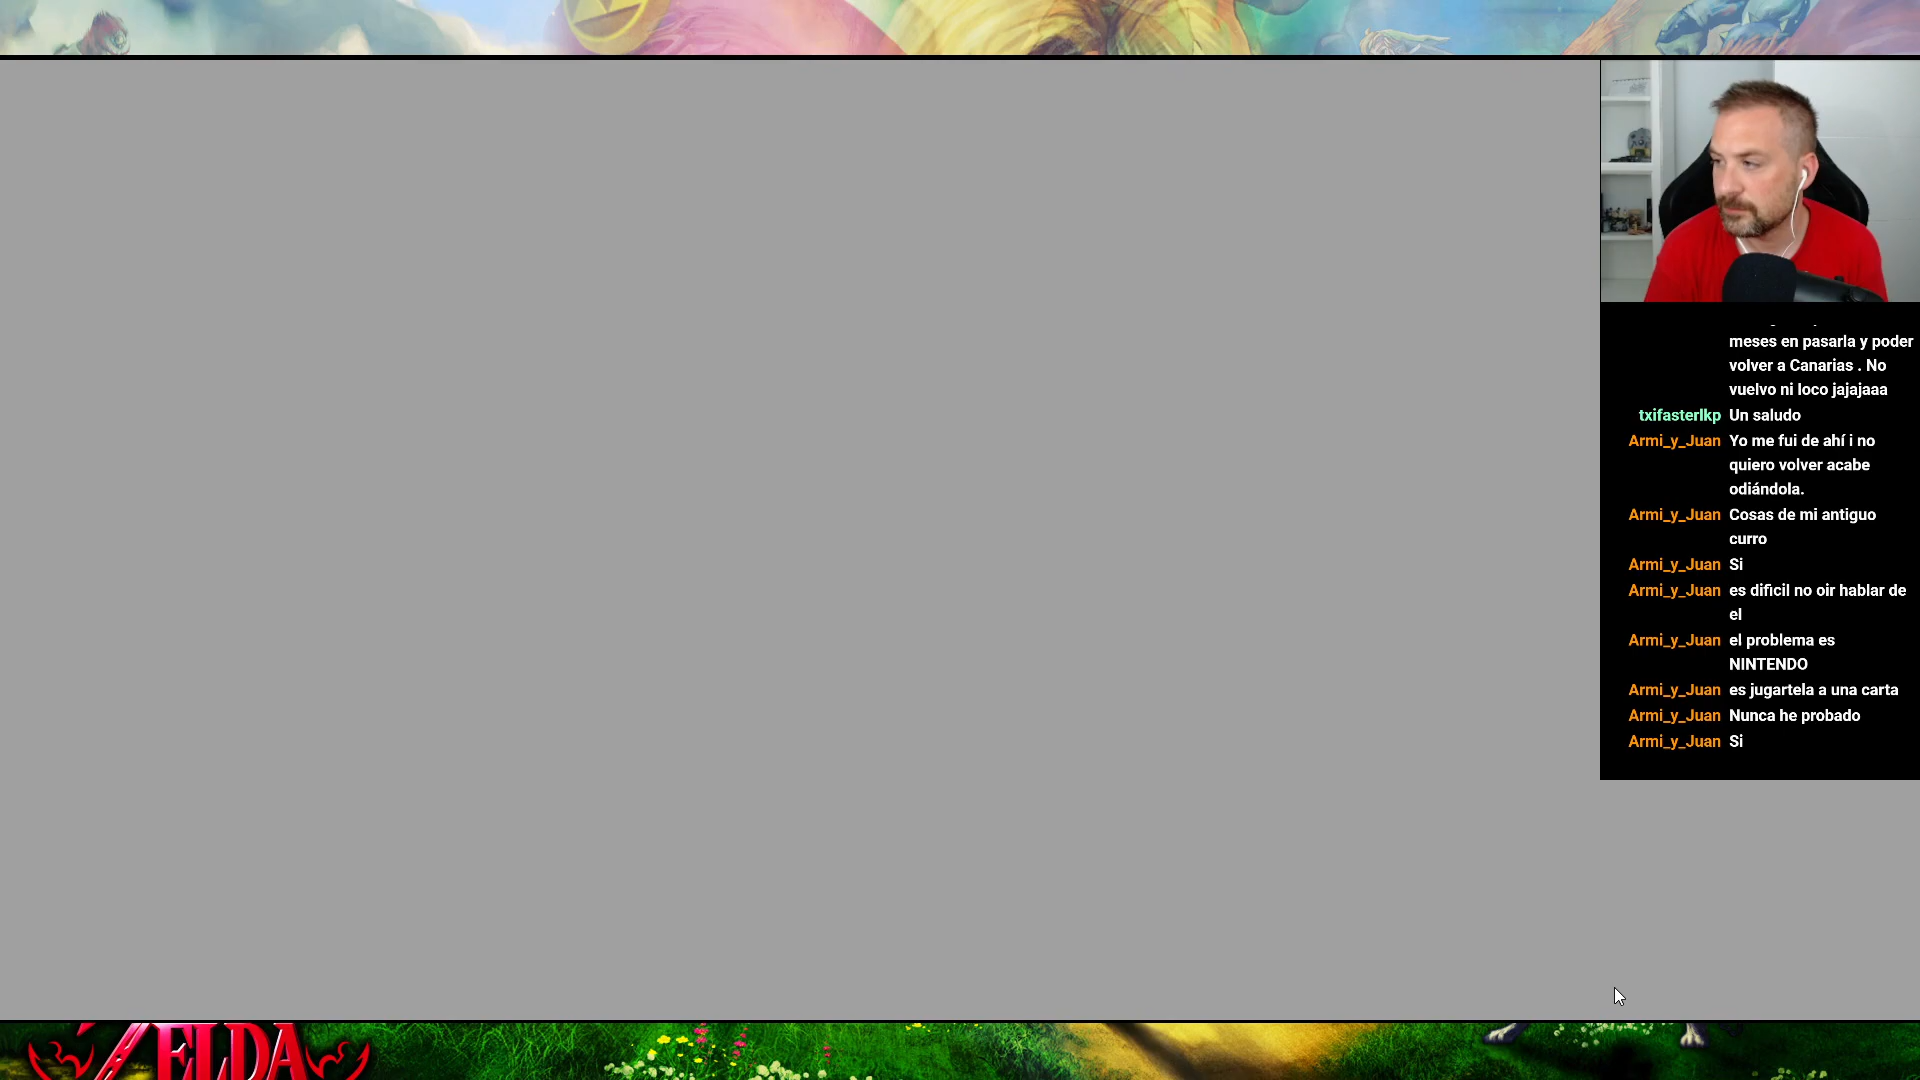 meses en pasarla y poder
volver a Canarias . No
vuelvo ni loco jajajaaa
txifasterlkp Un saludo
Armi_y_Juan Yo me fui de ahí i no
quiero volver acabe
odiándola.
Armi_y_Juan Cosas de mi antiguo
curro
Armi_y_Juan Si
Armi_y_Juan es dificil no oir hablar de
el
Armi_y_Juan el problema es
NINTENDO
Armi_y_Juan es jugartela a una carta
Armi_y_Juan Nunca he probado
Armi_y_Juan Si
ZELDA